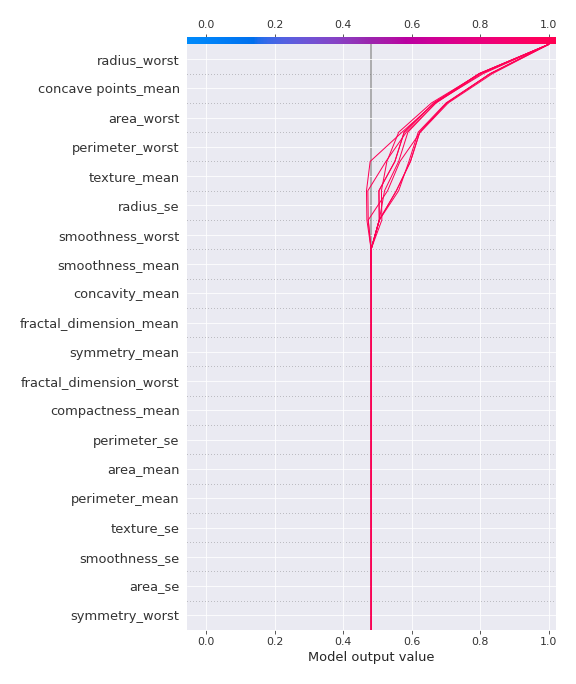 0.0 0.2 0.4 0.6 0.8 1.0
radius_worst
concave points_mean
area_worst
perimeter_worst
texture_mean
radius_se
smoothness_worst
smoothness_mean
concavity_mean
fractal_dimension_mean
symmetry_mean
fractal_dimension_worst
compactness_mean
perimeter_se
area_mean
perimeter_mean
texture_se
smoothness_se
area_se
symmetry_worst
0.0 0.2 0.4 0.6 0.8 1.0
Model output value